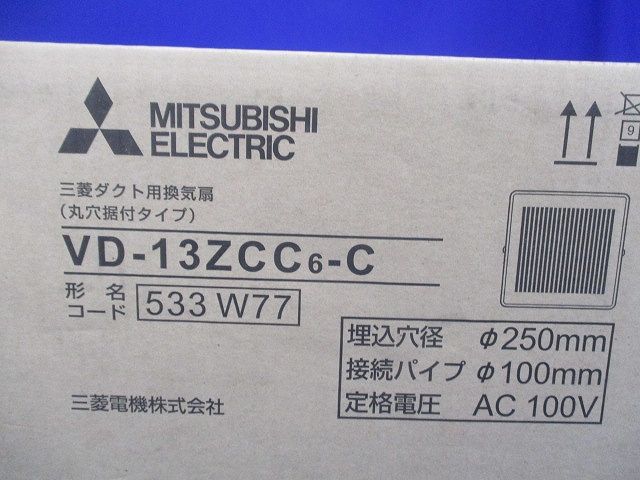 MITSUBISHI
ELECTRIC
三菱ダクト用換気扇
(丸穴据付タイプ)
VD-13ZCC6-C
形名
コード 533 W77
埋込穴径 φ250mm
接続パイプ φ100mm
定格電圧 AC 100V
三菱電機株式会社
9